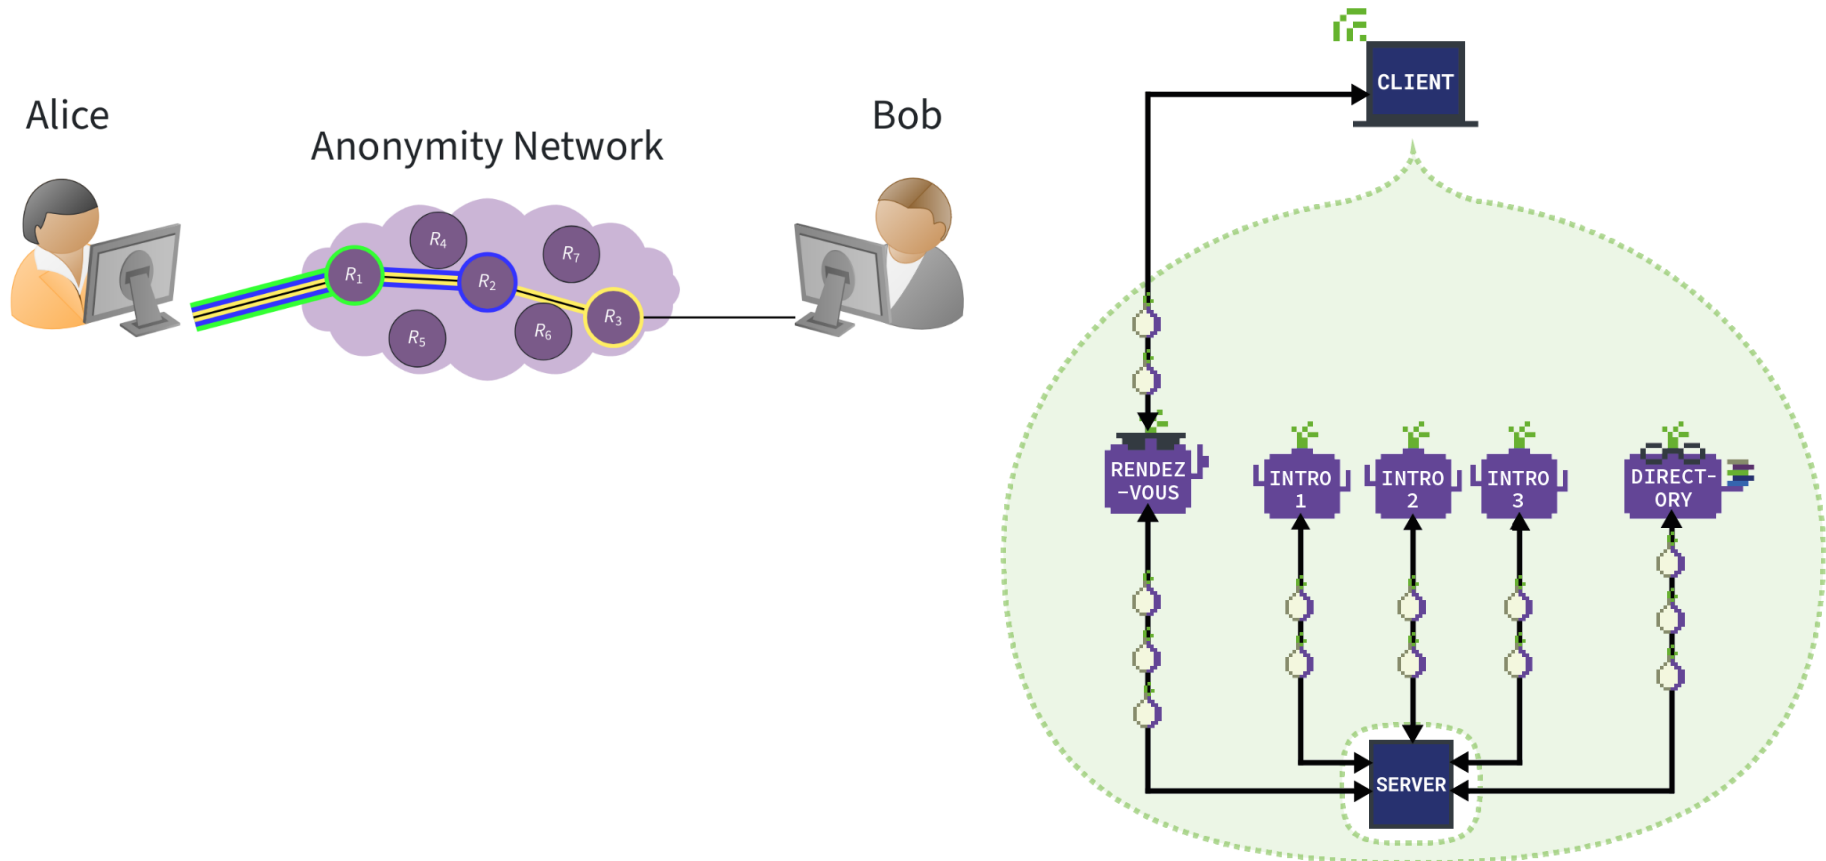 Alice
Anonymity Network
Bob
R1
R2
R3
R4
R5
R6
R7
CLIENT
RENDEZ
-VOUS
INTRO
1
INTRO
2
INTRO
3
DIRECT-
ORY
SERVER